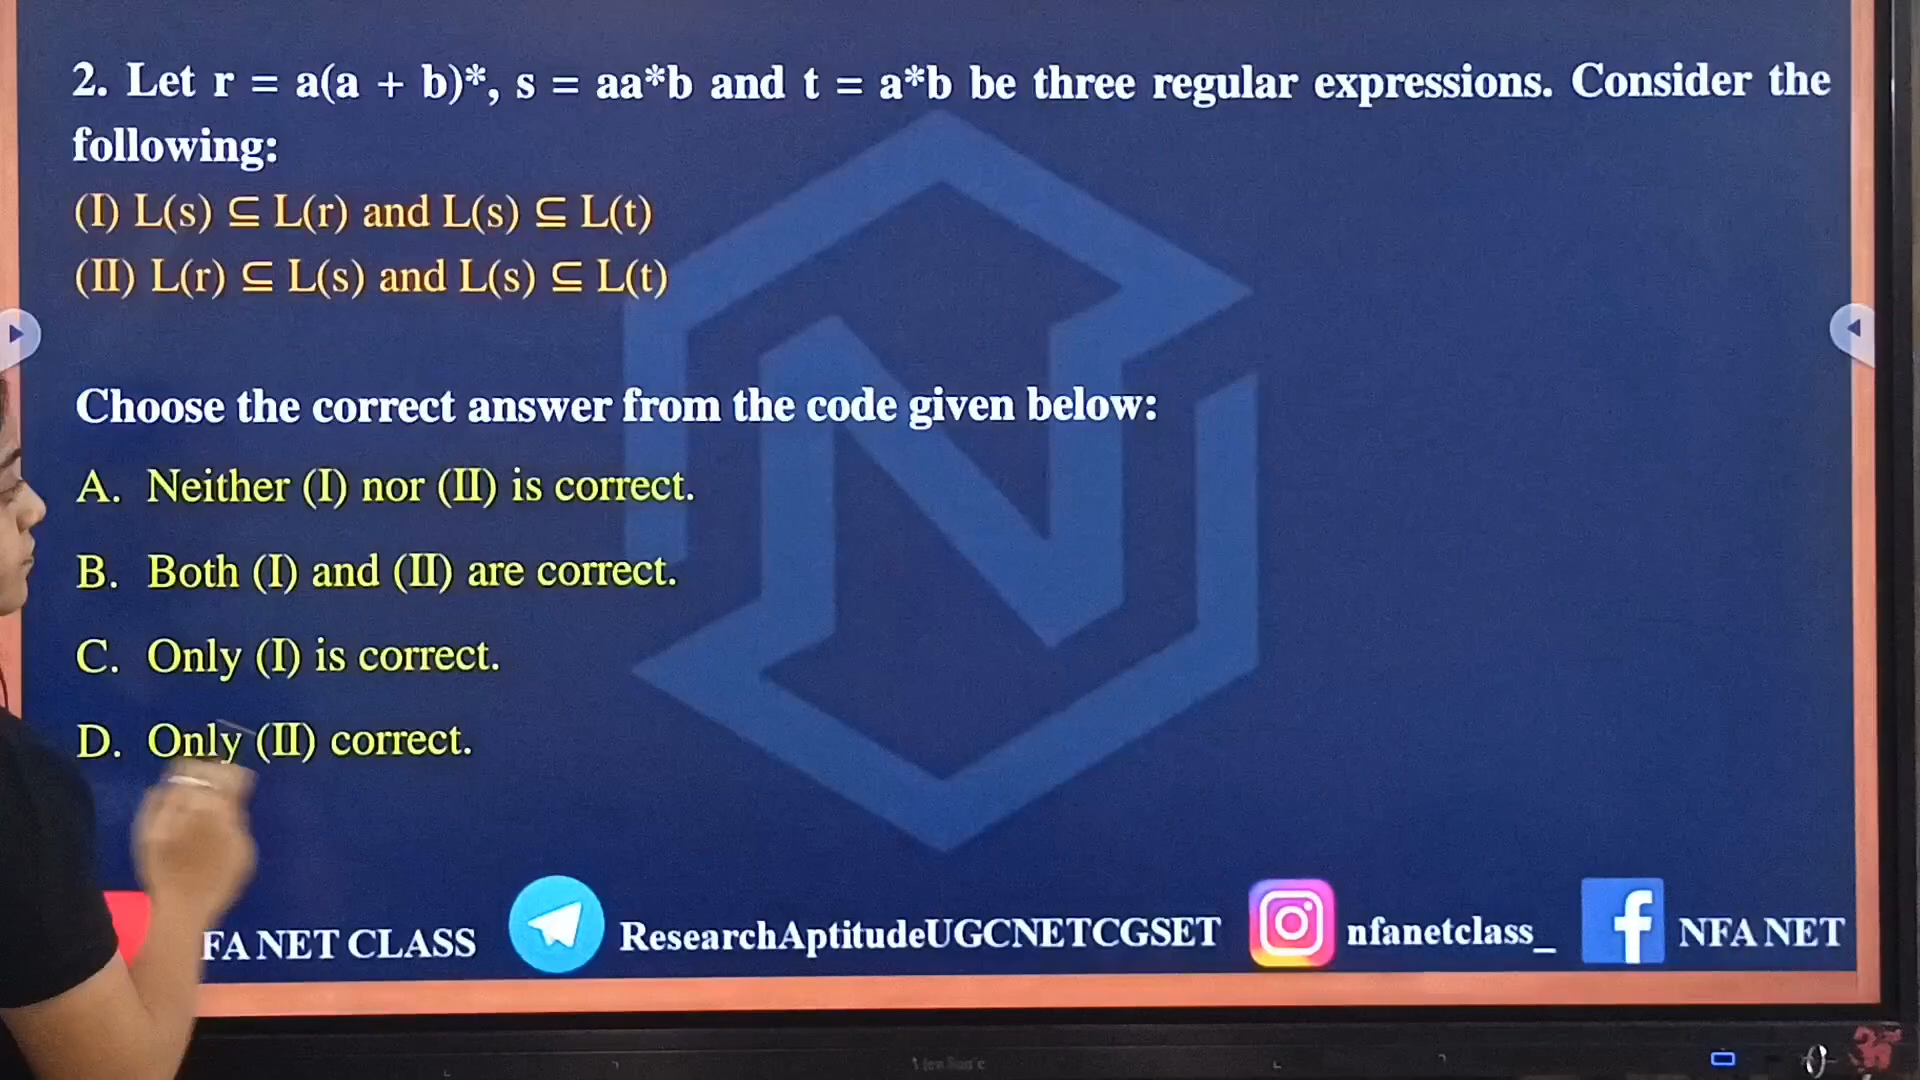 2. Let r = a(a + b)*, s = aa*b and t = a*b be three regular expressions. Consider the
following:
(I) L(s) ⊆ L(r) and L(s) ⊆ L(t)
(II) L(r) ⊆ L(s) and L(s) ⊆ L(t)
Choose the correct answer from the code given below:
A. Neither (I) nor (II) is correct.
B. Both (I) and (II) are correct.
C. Only (I) is correct.
D. Only (II) correct.
FA NET CLASS ResearchAptitudeUGCNETCGSET nfanetclass_ NFA NET
ViewSonic